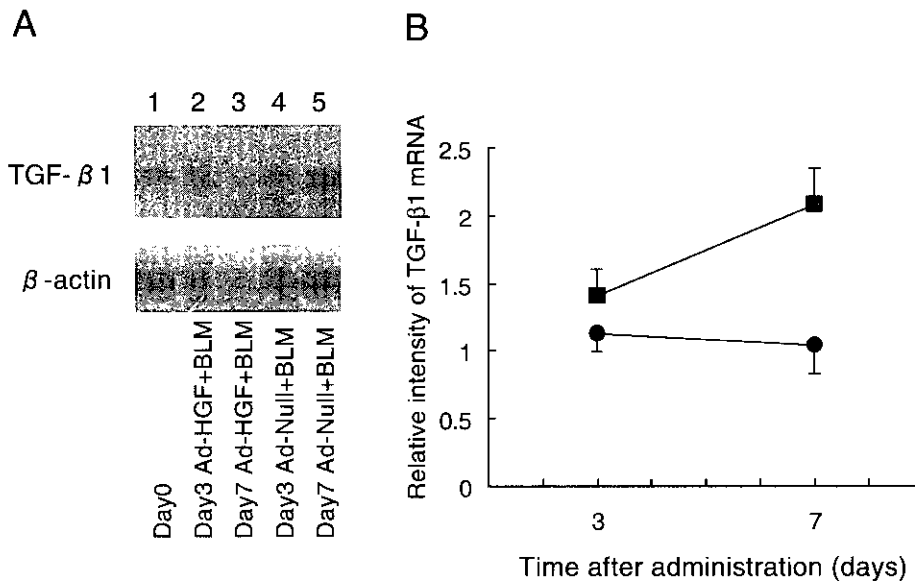 A
1 2 3 4 5
TGF-β1
β-actin
Day0
Day3 Ad-HGF+BLM
Day7 Ad-HGF+BLM
Day3 Ad-Null+BLM
Day7 Ad-Null+BLM
B
Relative intensity of TGF-β1 mRNA
2.5
2
1.5
1
0.5
0
3 7
Time after administration (days)